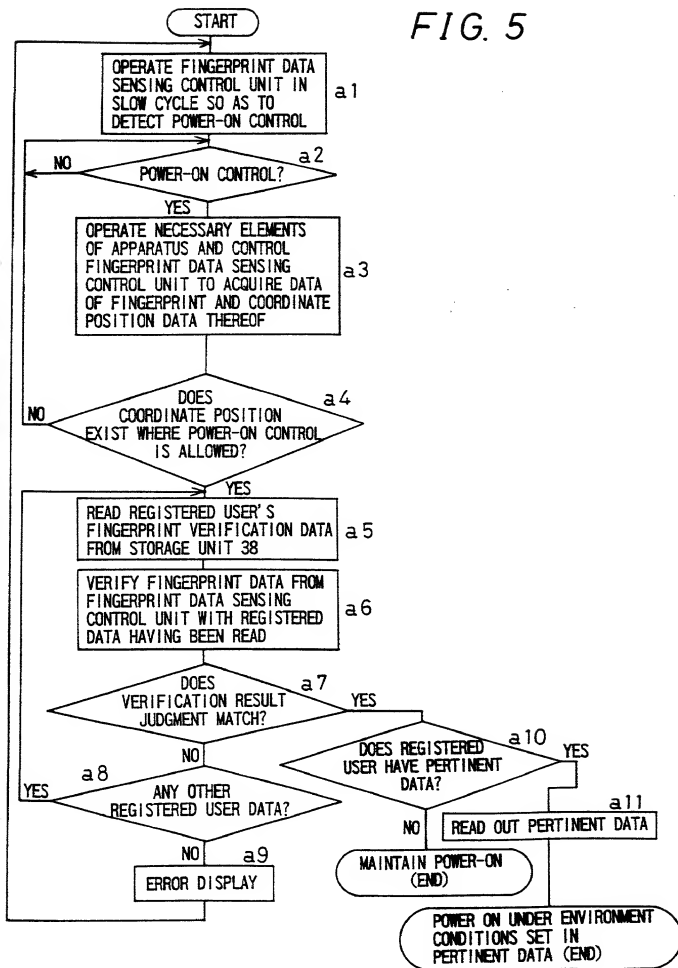 FIG. 5
START
OPERATE FINGERPRINT DATA
SENSING CONTROL UNIT IN
SLOW CYCLE SO AS TO
DETECT POWER-ON CONTROL
a1
a2
NO
POWER-ON CONTROL?
YES
OPERATE NECESSARY ELEMENTS
OF APPARATUS AND CONTROL
FINGERPRINT DATA SENSING
CONTROL UNIT TO ACQUIRE DATA
OF FINGERPRINT AND COORDINATE
POSITION DATA THEREOF
a3
a4
DOES
COORDINATE POSITION
EXIST WHERE POWER-ON CONTROL
IS ALLOWED?
NO
YES
READ REGISTERED USER'S
FINGERPRINT VERIFICATION DATA
FROM STORAGE UNIT 38
a5
VERIFY FINGERPRINT DATA FROM
FINGERPRINT DATA SENSING
CONTROL UNIT WITH REGISTERED
DATA HAVING BEEN READ
a6
a7
DOES
VERIFICATION RESULT
JUDGMENT MATCH?
YES
NO
a8
YES
ANY OTHER
REGISTERED USER DATA?
NO
a9
ERROR DISPLAY
a10
DOES REGISTERED
USER HAVE PERTINENT
DATA?
YES
NO
a11
READ OUT PERTINENT DATA
MAINTAIN POWER-ON
(END)
POWER ON UNDER ENVIRONMENT
CONDITIONS SET IN
PERTINENT DATA (END)